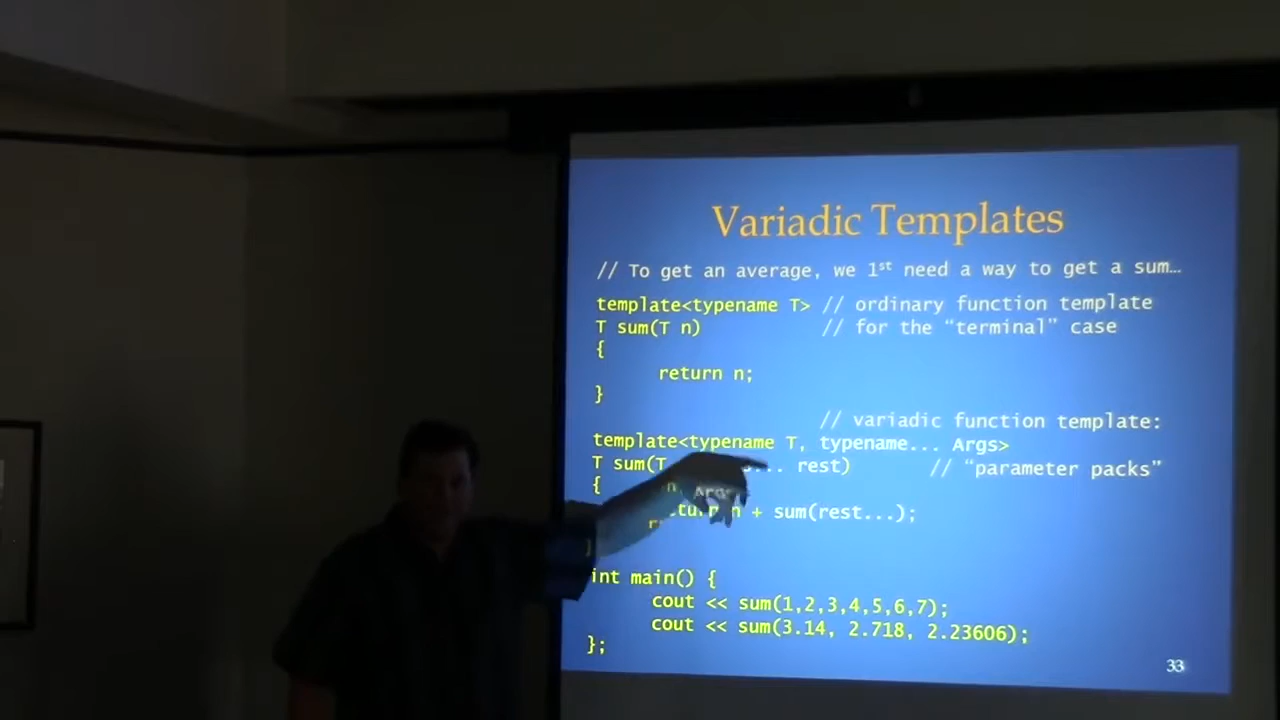 Variadic Templates
// To get an average, we 1st need a way to get a sum…
template<typename T> // ordinary function template
T sum(T n) // for the “terminal” case
{
return n;
}
// variadic function template:
template<typename T, typename... Args>
T sum(T rest) // “parameter packs”
{
n Args
return n + sum(rest...);
int main() {
cout << sum(1,2,3,4,5,6,7);
cout << sum(3.14, 2.718, 2.23606);
};
33